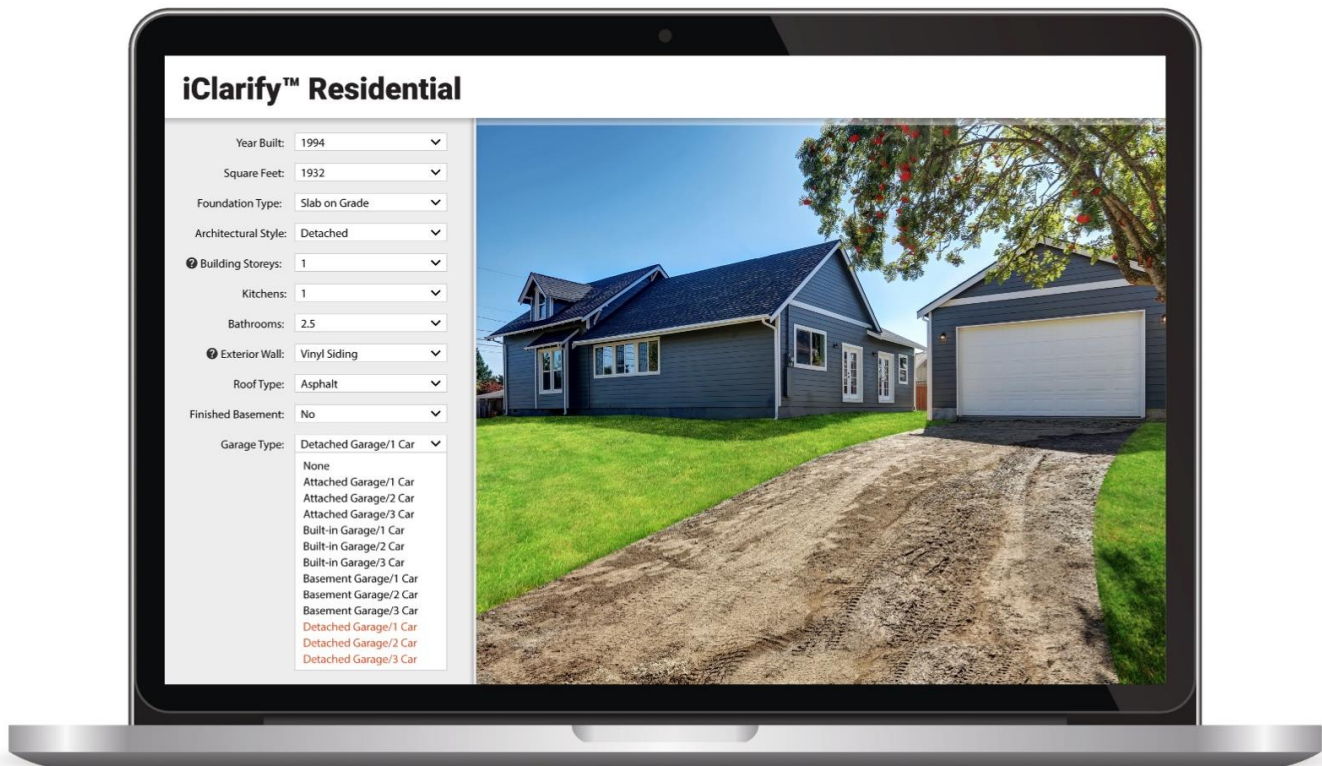 iClarify™ Residential
Year Built: 1994
Square Feet: 1932
Foundation Type: Slab on Grade
Architectural Style: Detached
? Building Storeys: 1
Kitchens: 1
Bathrooms: 2.5
? Exterior Wall: Vinyl Siding
Roof Type: Asphalt
Finished Basement: No
Garage Type: Detached Garage/1 Car
None
Attached Garage/1 Car
Attached Garage/2 Car
Attached Garage/3 Car
Built-in Garage/1 Car
Built-in Garage/2 Car
Built-in Garage/3 Car
Basement Garage/1 Car
Basement Garage/2 Car
Basement Garage/3 Car
Detached Garage/1 Car
Detached Garage/2 Car
Detached Garage/3 Car